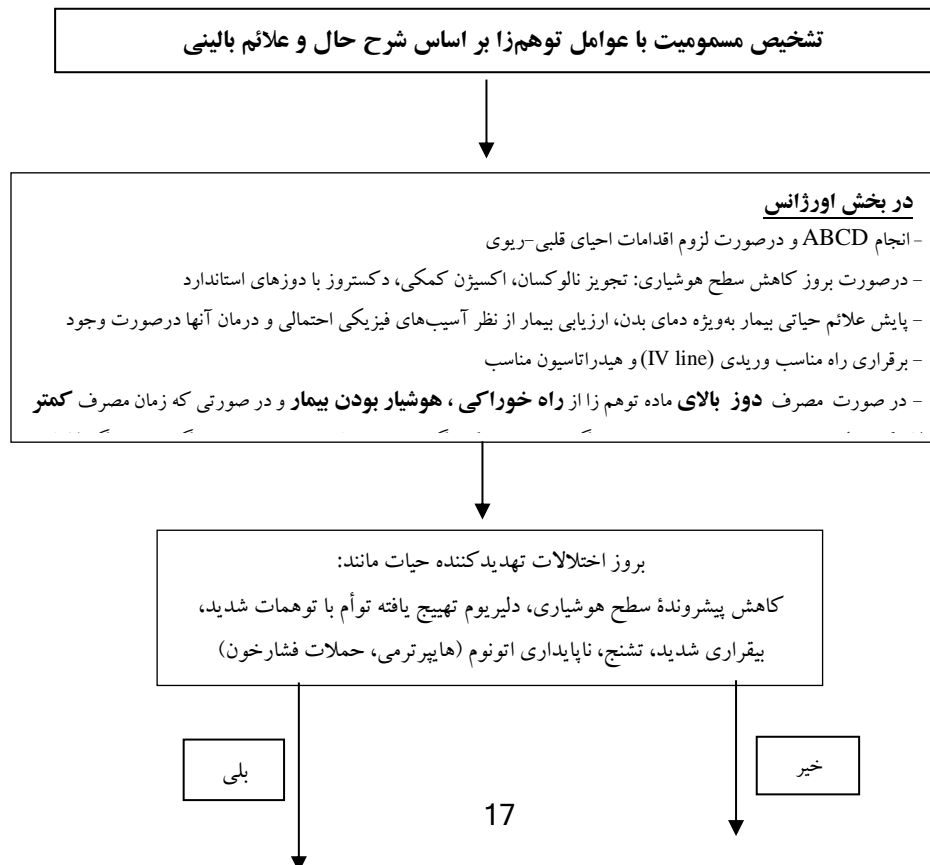 تشخیص مسمومیت با عوامل توهم‌زا بر اساس شرح حال و علائم بالینی
در بخش اورژانس
- انجام ABCD و درصورت لزوم اقدامات احیای قلبی-ریوی
- درصورت بروز کاهش سطح هوشیاری: تجویز نالوکسان، اکسیژن کمکی، دکستروز با دوزهای استاندارد
- پایش علائم حیاتی بیمار به‌ویژه دمای بدن، ارزیابی بیمار از نظر آسیب‌های فیزیکی احتمالی و درمان آنها درصورت وجود
- برقراری راه مناسب وریدی (IV line) و هیدراتاسیون مناسب
- در صورت مصرف دوز بالای ماده توهم زا از راه خوراکی ، هوشیار بودن بیمار و در صورتی که زمان مصرف کمتر
بروز اختلالات تهدیدکننده حیات مانند:
کاهش پیشروندۀ سطح هوشیاری، دلیریوم تهییج یافته توأم با توهمات شدید،
بیقراری شدید، تشنج، ناپایداری اتونوم (هایپرترمی، حملات فشارخون)
خیر
بلی
17